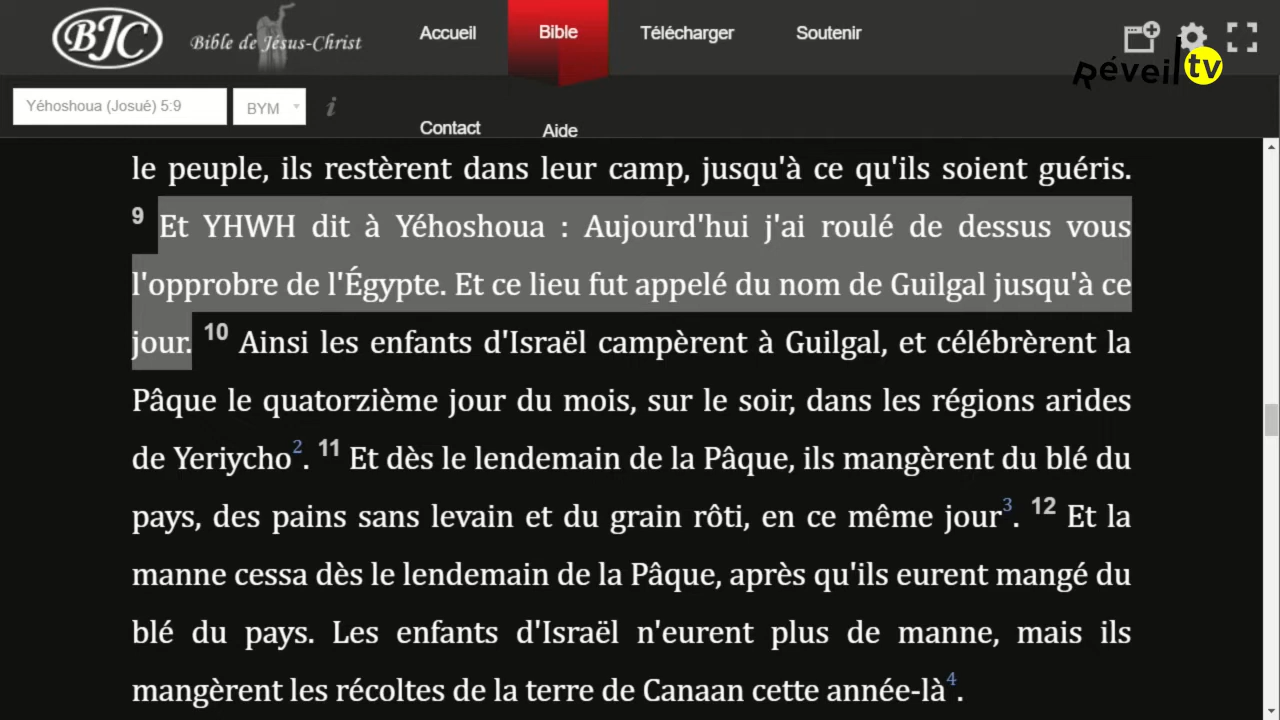 BJC Bible de Jésus-Christ Accueil Bible Télécharger Soutenir
Réveil tv
Yéhoshoua (Josué) 5:9 BYM i
Contact Aide
le peuple, ils restèrent dans leur camp, jusqu'à ce qu'ils soient guéris.
9 Et YHWH dit à Yéhoshoua : Aujourd'hui j'ai roulé de dessus vous
l'opprobre de l'Égypte. Et ce lieu fut appelé du nom de Guilgal jusqu'à ce
jour. 10 Ainsi les enfants d'Israël campèrent à Guilgal, et célébrèrent la
Pâque le quatorzième jour du mois, sur le soir, dans les régions arides
de Yeriycho2. 11 Et dès le lendemain de la Pâque, ils mangèrent du blé du
pays, des pains sans levain et du grain rôti, en ce même jour3. 12 Et la
manne cessa dès le lendemain de la Pâque, après qu'ils eurent mangé du
blé du pays. Les enfants d'Israël n'eurent plus de manne, mais ils
mangèrent les récoltes de la terre de Canaan cette année-là4.